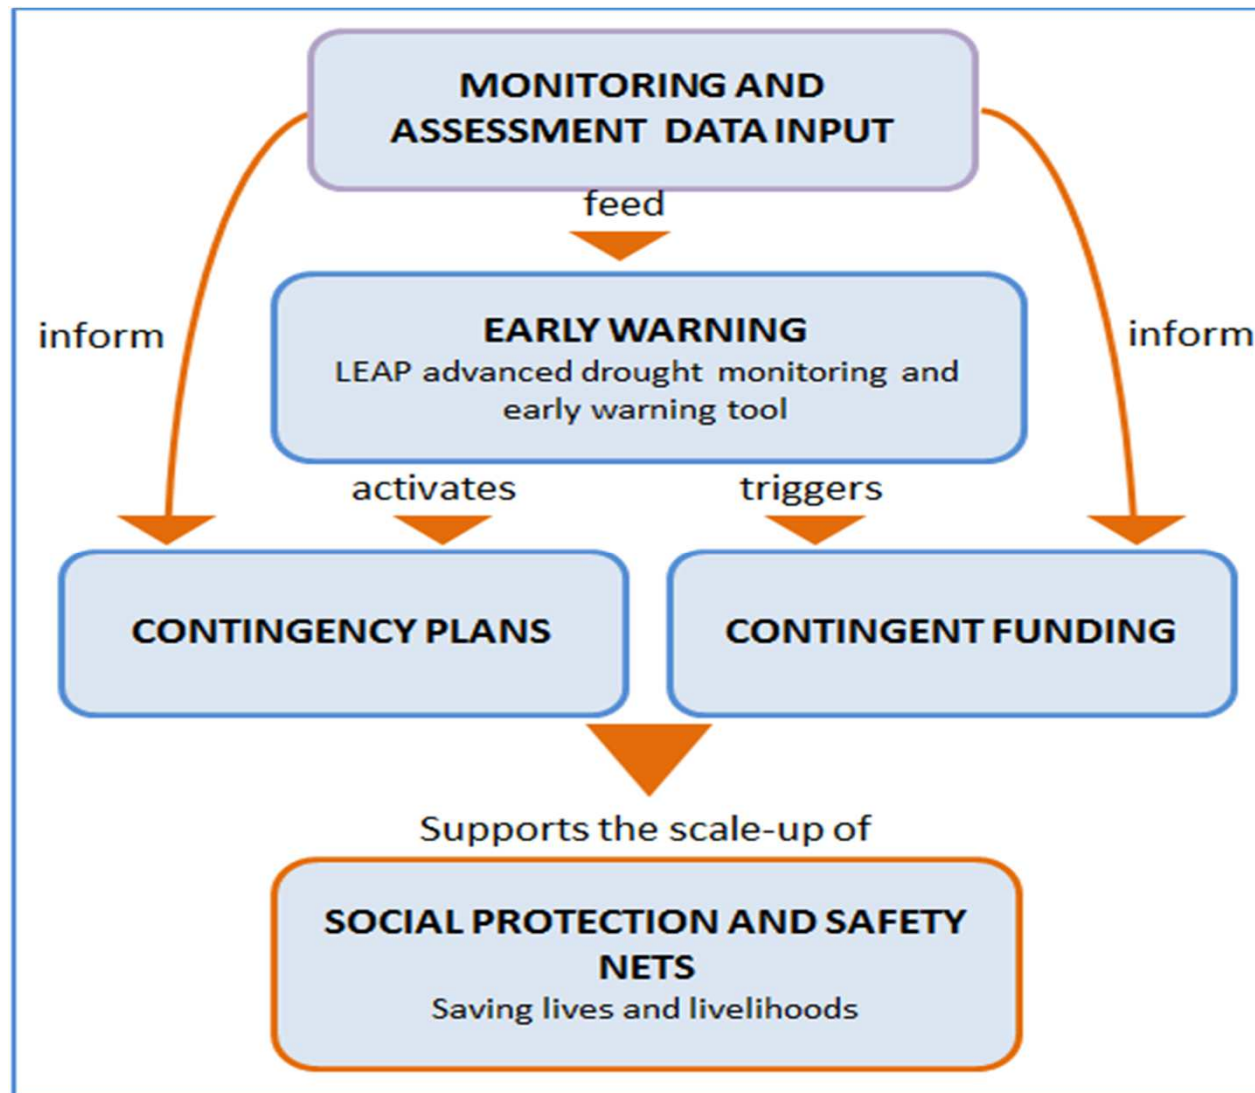 MONITORING AND
ASSESSMENT DATA INPUT
feed
inform
EARLY WARNING
LEAP advanced drought monitoring and
early warning tool
inform
activates
triggers
CONTINGENCY PLANS
CONTINGENT FUNDING
Supports the scale-up of
SOCIAL PROTECTION AND SAFETY
NETS
Saving lives and livelihoods